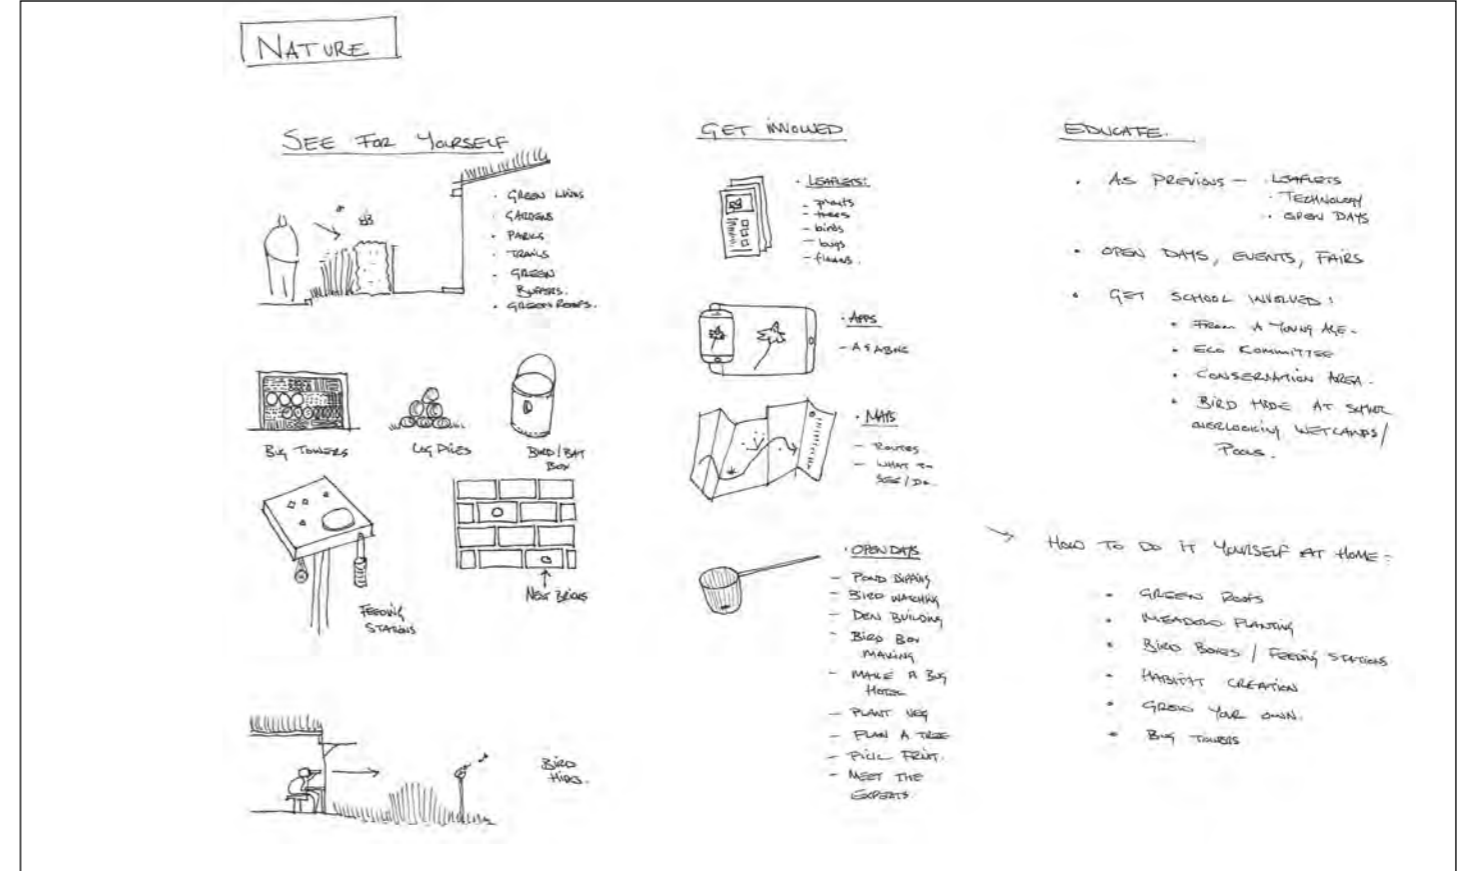 NATURE
SEE FOR YOURSELF
· GREEN LINKS
· GARDENS
· PARKS
· TRAILS
· GREEN
BUFFERS.
· GREEN ROOFS.
BUG TOWERS
LOG PILES
BIRD/BAT
BOX
FEEDING
STATIONS
NEST BRICKS
BIRD
HIDES.
GET INVOLVED
· LEAFLETS:
- plants
- trees
- birds
- bugs
- flowers.
· APPS
- AS ABOVE
· MAPS
- ROUTES
- WHAT TO
SEE/DO.
· OPEN DAYS
- POND DIPPING
- BIRD WATCHING
- DEN BUILDING
- BIRD BOX
MAKING
- MAKE A BUG
HOTEL
- PLANT VEG
- PLAN A TREE
- PICK FRUIT.
- MEET THE
EXPERTS.
EDUCATE.
· AS PREVIOUS - · LEAFLETS
· TECHNOLOGY
· OPEN DAYS
· OPEN DAYS, EVENTS, FAIRS
· GET SCHOOL INVOLVED:
· FROM A YOUNG AGE.
· ECO KOMMITTEE
· CONSERVATION AREA.
· BIRD HIDE AT SCHOOL
OVERLOOKING WETLANDS/
POOLS.
→ HOW TO DO IT YOURSELF AT HOME:
· GREEN ROOFS
· MEADOW PLANTING
· BIRD BOXES / FEEDING STATIONS
· HABITAT CREATION
· GROW YOUR OWN.
· BUG TOWERS